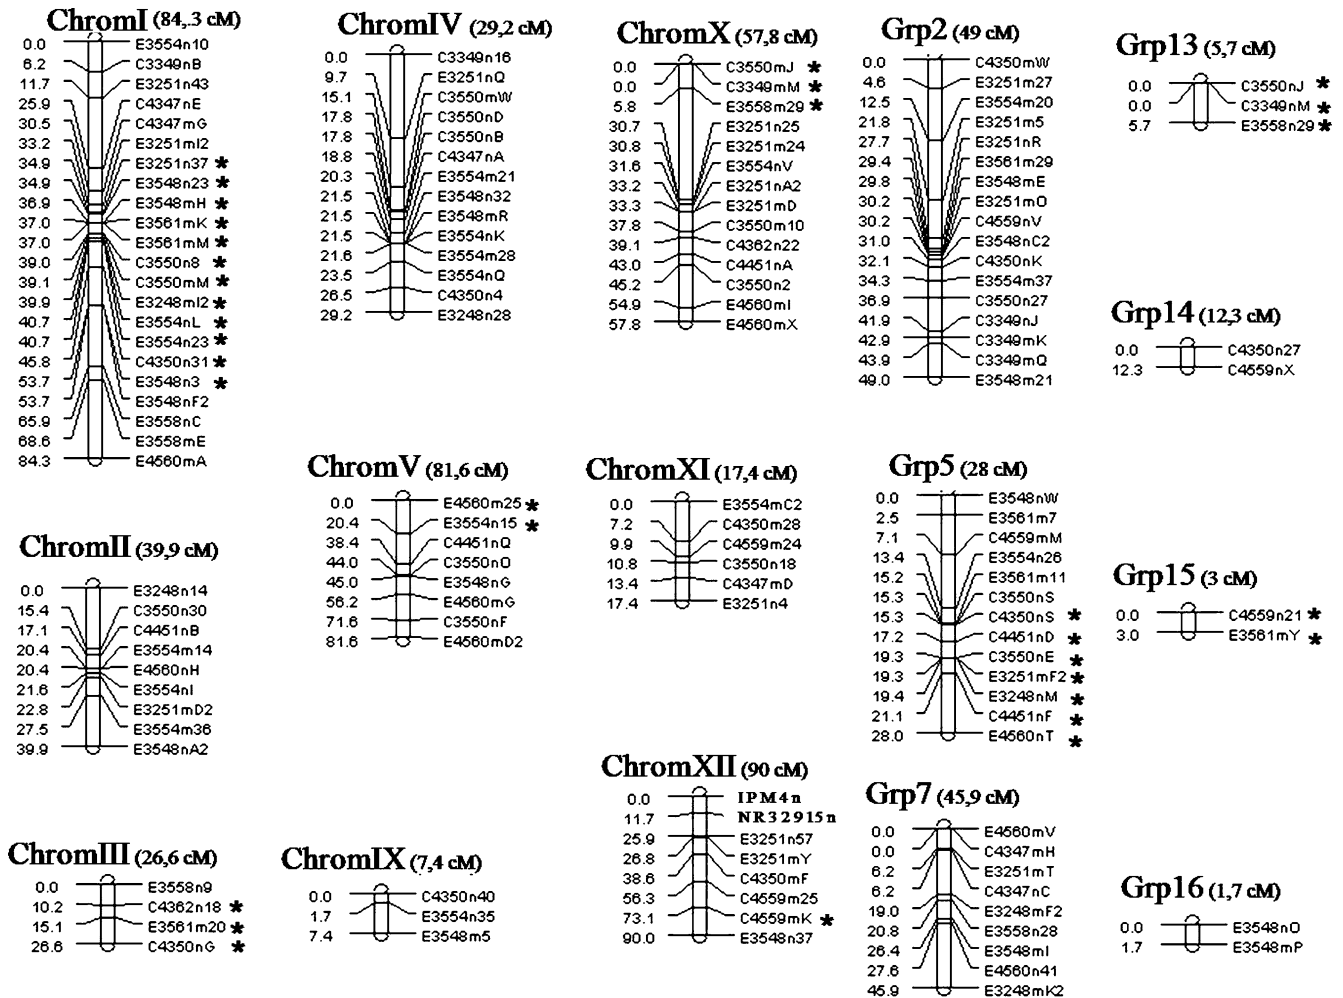 ChromI (84,.3 cM)
0.0 E3554n10
6.2 C3349nB
11.7 E3251n43
25.9 C4347nE
30.5 C4347mG
33.2 E3251mI2
34.9 E3251n37 *
34.9 E3548n23 *
36.9 E3548mH *
37.0 E3561mK *
37.0 E3561mM *
39.0 C3550n8 *
39.1 C3550mM *
39.9 E3248mI2 *
40.7 E3554nL *
40.7 E3554n23 *
45.8 C4350n31 *
53.7 E3548n3 *
53.7 E3548nF2
65.9 E3558nC
68.6 E3558mE
84.3 E4560mA
ChromII (39,9 cM)
0.0 E3248n14
15.4 C3550n30
17.1 C4451nB
20.4 E3554m14
20.4 E4560nH
21.6 E3554nI
22.8 E3251mD2
27.5 E3554m36
39.9 E3548nA2
ChromIII (26,6 cM)
0.0 E3558n9
10.2 C4362n18 *
15.1 E3561m20 *
26.6 C4350nG *
ChromIV (29,2 cM)
0.0 C3349n16
9.7 E3251nQ
15.1 C3550mW
17.8 C3550nD
17.8 C3550nB
18.8 C4347nA
20.3 E3554m21
21.5 E3548n32
21.5 E3548mR
21.5 E3554nK
21.6 E3554m28
23.5 E3554nQ
26.5 C4350n4
29.2 E3248n28
ChromV (81,6 cM)
0.0 E4560m25 *
20.4 E3554n15 *
38.4 C4451nQ
44.0 C3550nO
45.0 E3548nG
56.2 E4560mG
71.6 C3550nF
81.6 E4560mD2
ChromIX (7,4 cM)
0.0 C4350n40
1.7 E3554n35
7.4 E3548m5
ChromX (57,8 cM)
0.0 C3550mJ *
0.0 C3349mM *
5.8 E3558m29 *
30.7 E3251n25
30.8 E3251m24
31.6 E3554nV
33.2 E3251nA2
33.3 E3251mD
37.8 C3550m10
39.1 C4362n22
43.0 C4451nA
45.2 C3550n2
54.9 E4560mI
57.8 E4560mX
ChromXI (17,4 cM)
0.0 E3554mC2
7.2 C4350m28
9.9 C4559m24
10.8 C3550n18
13.4 C4347mD
17.4 E3251n4
ChromXII (90 cM)
0.0 IPM4n
11.7 NR32915n
25.9 E3251n57
26.8 E3251mY
38.6 C4350mF
56.3 C4559m25
73.1 C4559mK *
90.0 E3548n37
Grp2 (49 cM)
0.0 C4350mW
4.6 E3251m27
12.5 E3554m20
21.8 E3251m5
27.7 E3251nR
29.4 E3561m29
29.8 E3548mE
30.2 E3251mO
30.2 C4559nV
31.0 E3548nC2
32.1 C4350nK
34.3 E3554m37
36.9 C3550n27
41.9 C3349nJ
42.9 C3349mK
43.9 C3349mQ
49.0 E3548m21
Grp5 (28 cM)
0.0 E3548nW
2.5 E3561m7
7.1 C4559mM
13.4 E3554n26
15.2 E3561m11
15.3 C3550nS
15.3 C4350nS *
17.2 C4451nD *
19.3 C3550nE *
19.3 E3251mF2 *
19.4 E3248nM *
21.1 C4451nF *
28.0 E4560nT *
Grp7 (45,9 cM)
0.0 E4560mV
0.0 C4347mH
6.2 E3251mT
6.2 C4347nC
19.0 E3248mF2
20.8 E3558n28
26.4 E3548mI
27.6 E4560n41
45.9 E3248mK2
Grp13 (5,7 cM)
0.0 C3550nJ *
0.0 C3349nM *
5.7 E3558n29 *
Grp14 (12,3 cM)
0.0 C4350n27
12.3 C4559nX
Grp15 (3 cM)
0.0 C4559n21 *
3.0 E3561mY *
Grp16 (1,7 cM)
0.0 E3548nO
1.7 E3548mP